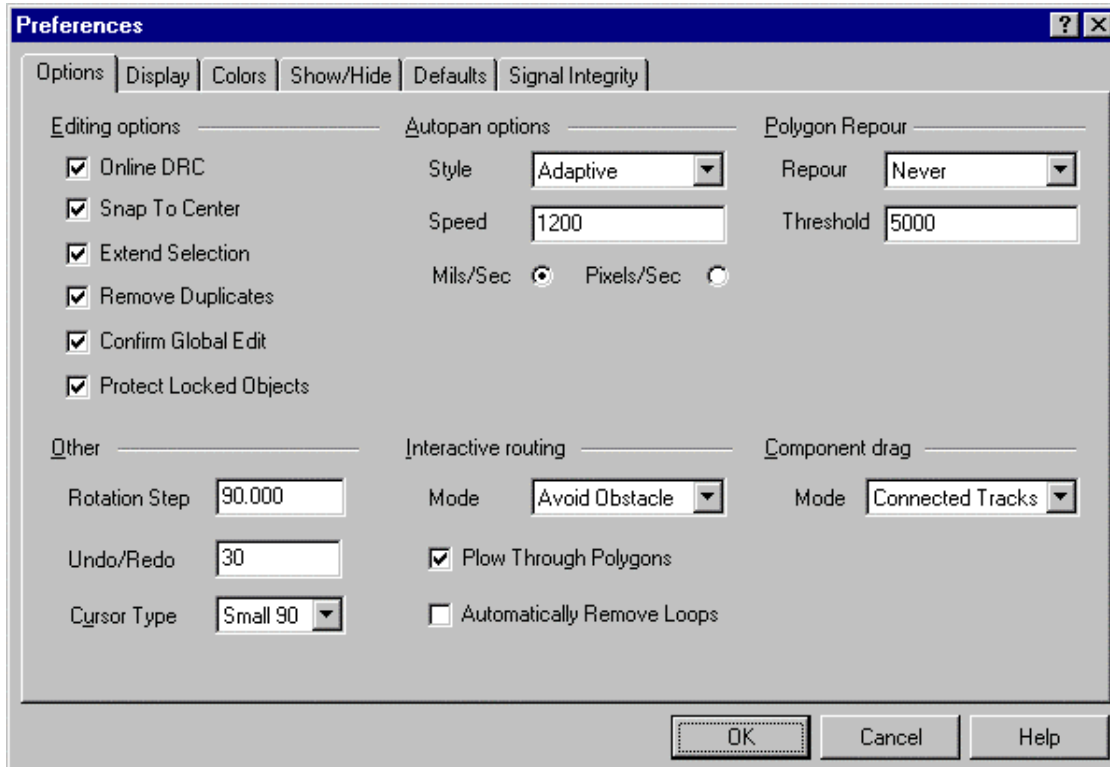 Preferences
Options Display Colors Show/Hide Defaults Signal Integrity
Editing options
Online DRC
Snap To Center
Extend Selection
Remove Duplicates
Confirm Global Edit
Protect Locked Objects
Autopan options
Style Adaptive
Speed 1200
Mils/Sec Pixels/Sec
Polygon Repour
Repour Never
Threshold 5000
Other
Rotation Step 90.000
Undo/Redo 30
Cursor Type Small 90
Interactive routing
Mode Avoid Obstacle
Plow Through Polygons
Automatically Remove Loops
Component drag
Mode Connected Tracks
OK Cancel Help